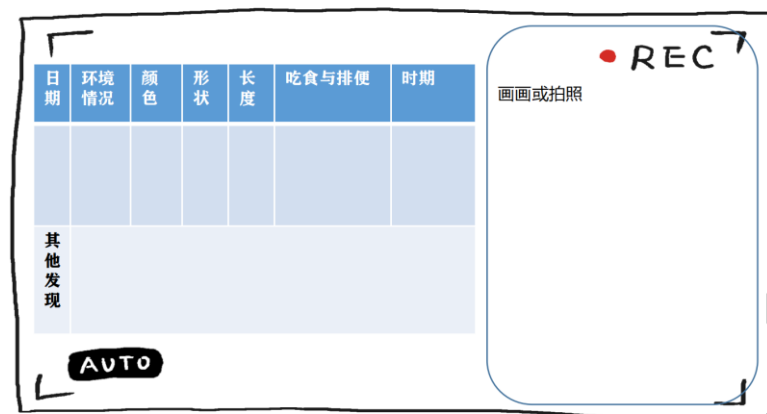 REC
日期 环境情况 颜色 形状 长度 吃食与排便 时期
画画或拍照
其他发现
AUTO